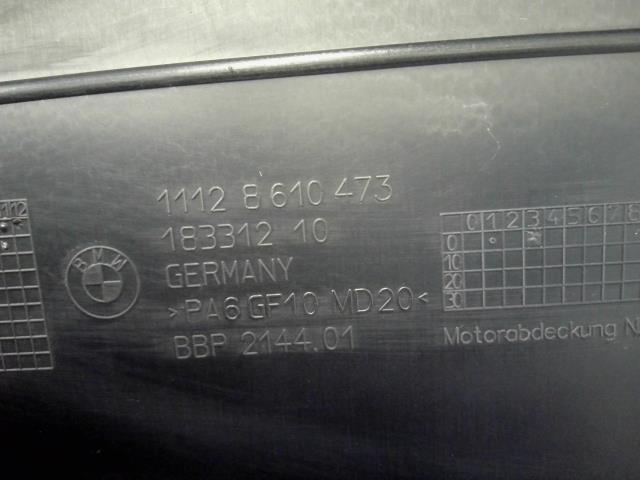 1112 8 610 473
183312 10
GERMANY
>PA6 GF10 MD20<
BBP 2144.01
BMW
112
0 1 2 3 4 5 6 7 8
0
10
20
30
Motorabdeckung